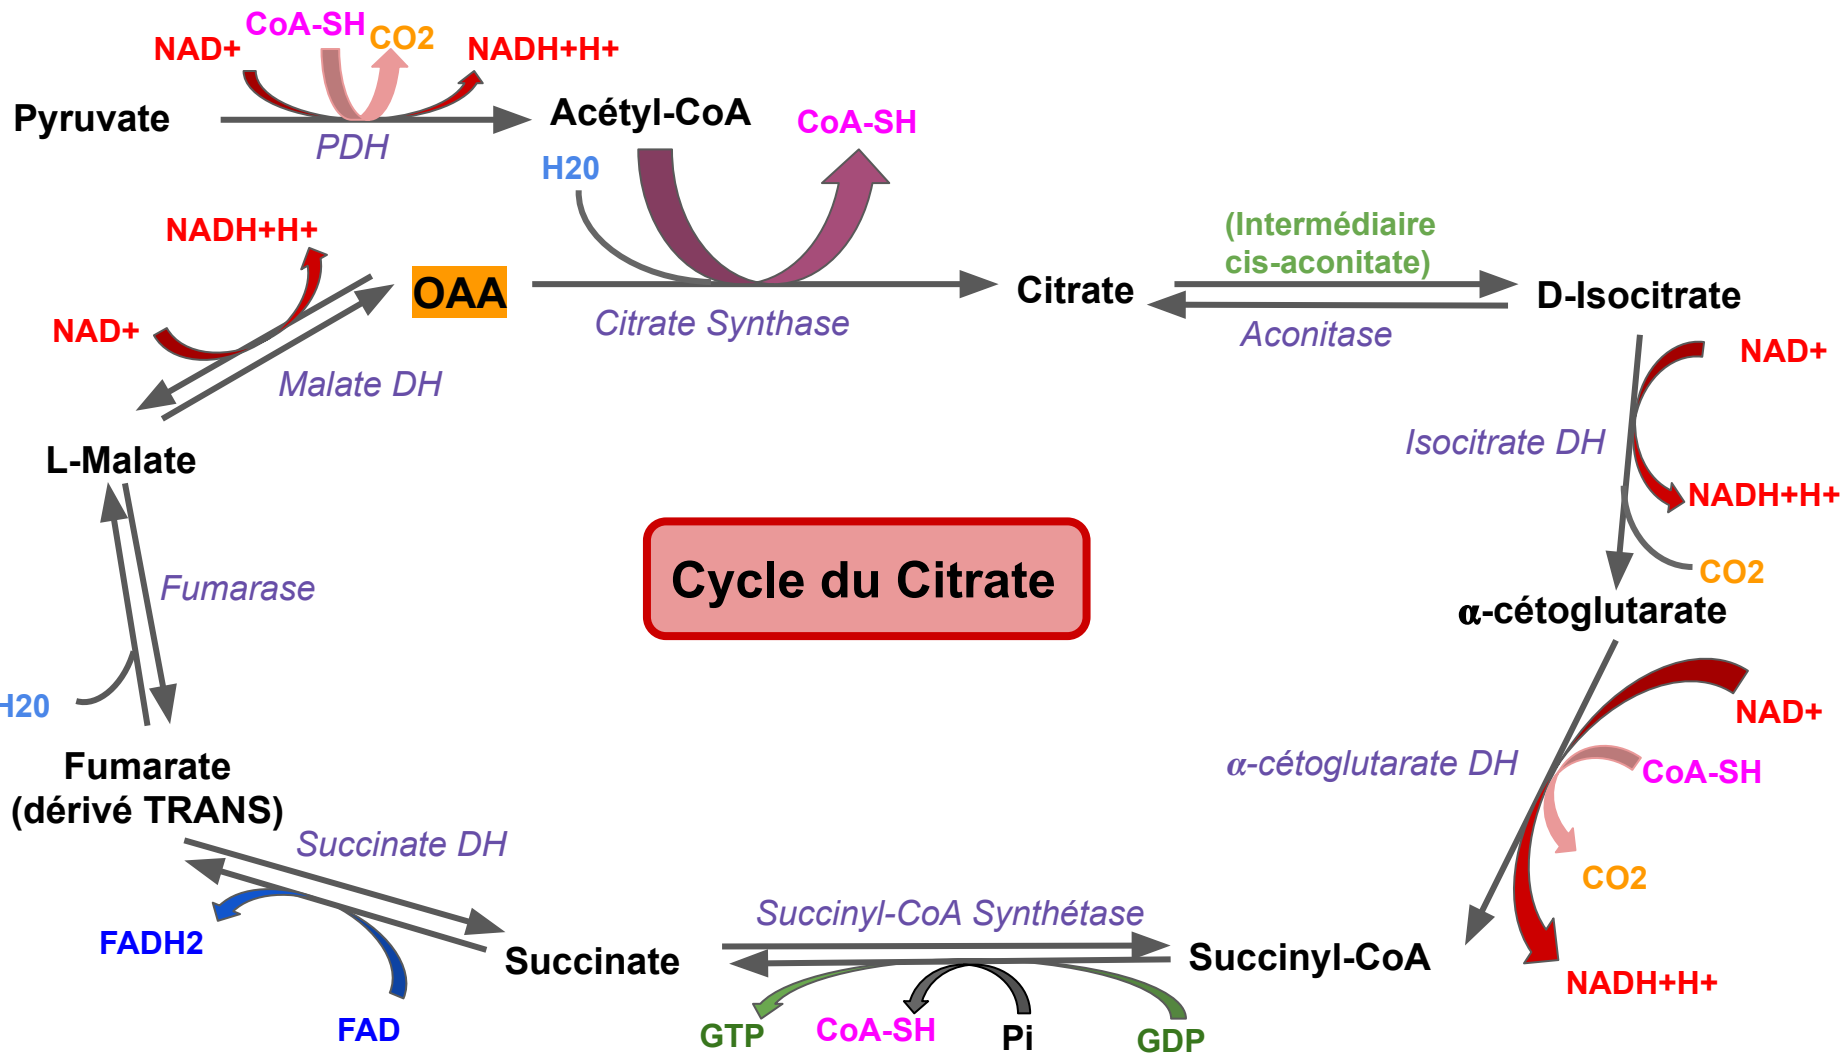 CoA-SH
CO2
NAD+
NADH+H+
Pyruvate
Acétyl-CoA
CoA-SH
PDH
H20
NADH+H+
(Intermédiaire
cis-aconitate)
OAA
Citrate
D-Isocitrate
NAD+
Citrate Synthase
Aconitase
NAD+
Malate DH
L-Malate
Isocitrate DH
NADH+H+
Cycle du Citrate
CO2
Fumarase
α-cétoglutarate
H20
NAD+
Fumarate
(dérivé TRANS)
α-cétoglutarate DH
CoA-SH
Succinate DH
CO2
FADH2
Succinyl-CoA Synthétase
Succinate
Succinyl-CoA
NADH+H+
FAD
GTP
CoA-SH
Pi
GDP